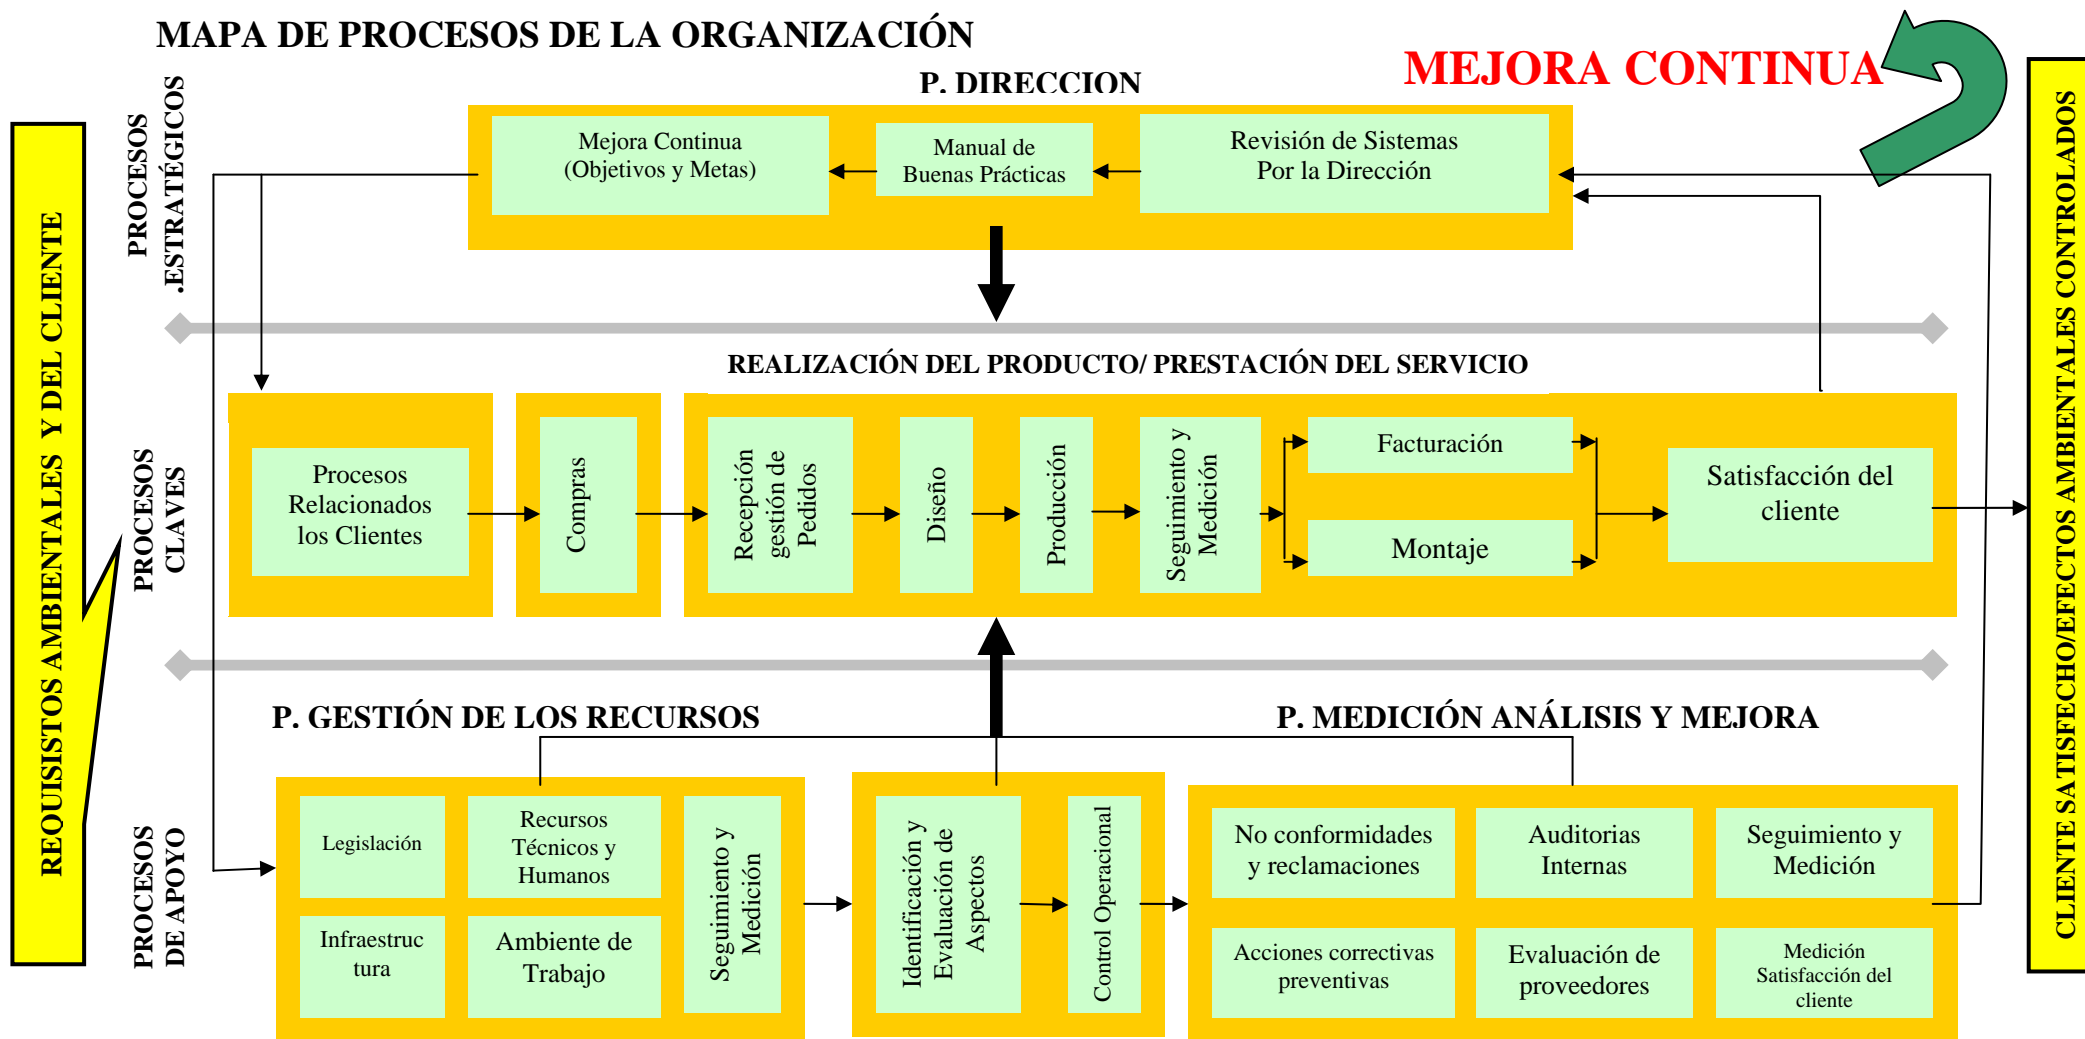 MAPA DE PROCESOS DE LA ORGANIZACIÓN
MEJORA CONTINUA
P. DIRECCION
PROCESOS
.ESTRATÉGICOS
Mejora Continua
(Objetivos y Metas)
Manual de
Buenas Prácticas
Revisión de Sistemas
Por la Dirección
REQUISISTOS AMBIENTALES Y DEL CLIENTE
CLIENTE SATISFECHO/EFECTOS AMBIENTALES CONTROLADOS
REALIZACIÓN DEL PRODUCTO/ PRESTACIÓN DEL SERVICIO
PROCESOS
CLAVES
Procesos
Relacionados
los Clientes
Compras
Recepción
gestión de
Pedidos
Diseño
Producción
Seguimiento y
Medición
Facturación
Montaje
Satisfacción del
cliente
P. GESTIÓN DE LOS RECURSOS
P. MEDICIÓN ANÁLISIS Y MEJORA
PROCESOS
DE APOYO
Legislación
Recursos
Técnicos y
Humanos
Infraestruc
tura
Ambiente de
Trabajo
Seguimiento y
Medición
Identificación y
Evaluación de
Aspectos
Control Operacional
No conformidades
y reclamaciones
Auditorias
Internas
Seguimiento y
Medición
Acciones correctivas
preventivas
Evaluación de
proveedores
Medición
Satisfacción del
cliente